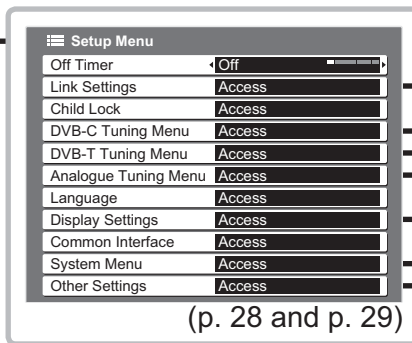 Setup Menu
Off Timer Off
Link Settings Access
Child Lock Access
DVB-C Tuning Menu Access
DVB-T Tuning Menu Access
Analogue Tuning Menu Access
Language Access
Display Settings Access
Common Interface Access
System Menu Access
Other Settings Access
(p. 28 and p. 29)